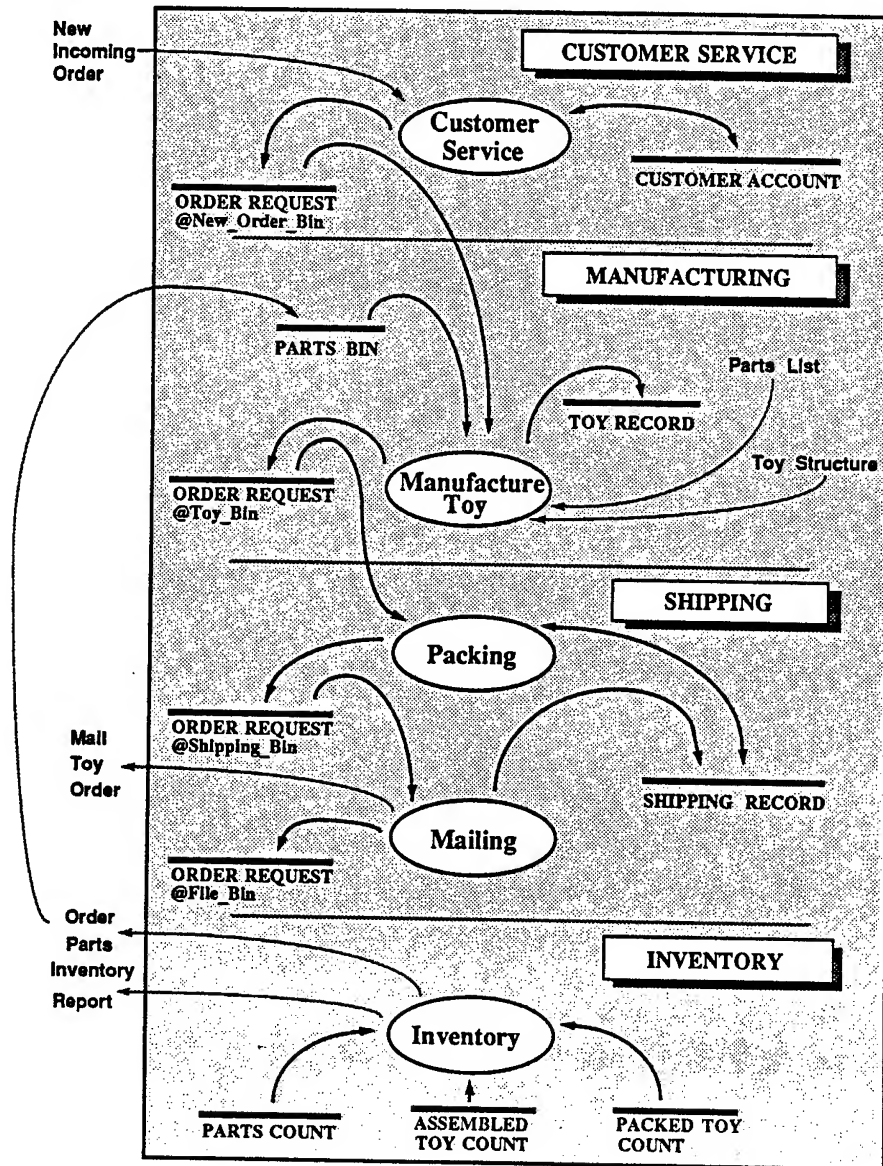 New
Incoming
Order
CUSTOMER SERVICE
Customer
Service
CUSTOMER ACCOUNT
ORDER REQUEST
@New_Order_Bin
MANUFACTURING
PARTS BIN
Parts List
TOY RECORD
Toy Structure
ORDER REQUEST
@Toy_Bin
Manufacture
Toy
SHIPPING
Packing
ORDER REQUEST
@Shipping_Bin
Mail
Toy
Order
SHIPPING RECORD
Mailing
ORDER REQUEST
@File_Bin
Order
Parts
Inventory
Report
INVENTORY
Inventory
PARTS COUNT
ASSEMBLED
TOY COUNT
PACKED TOY
COUNT